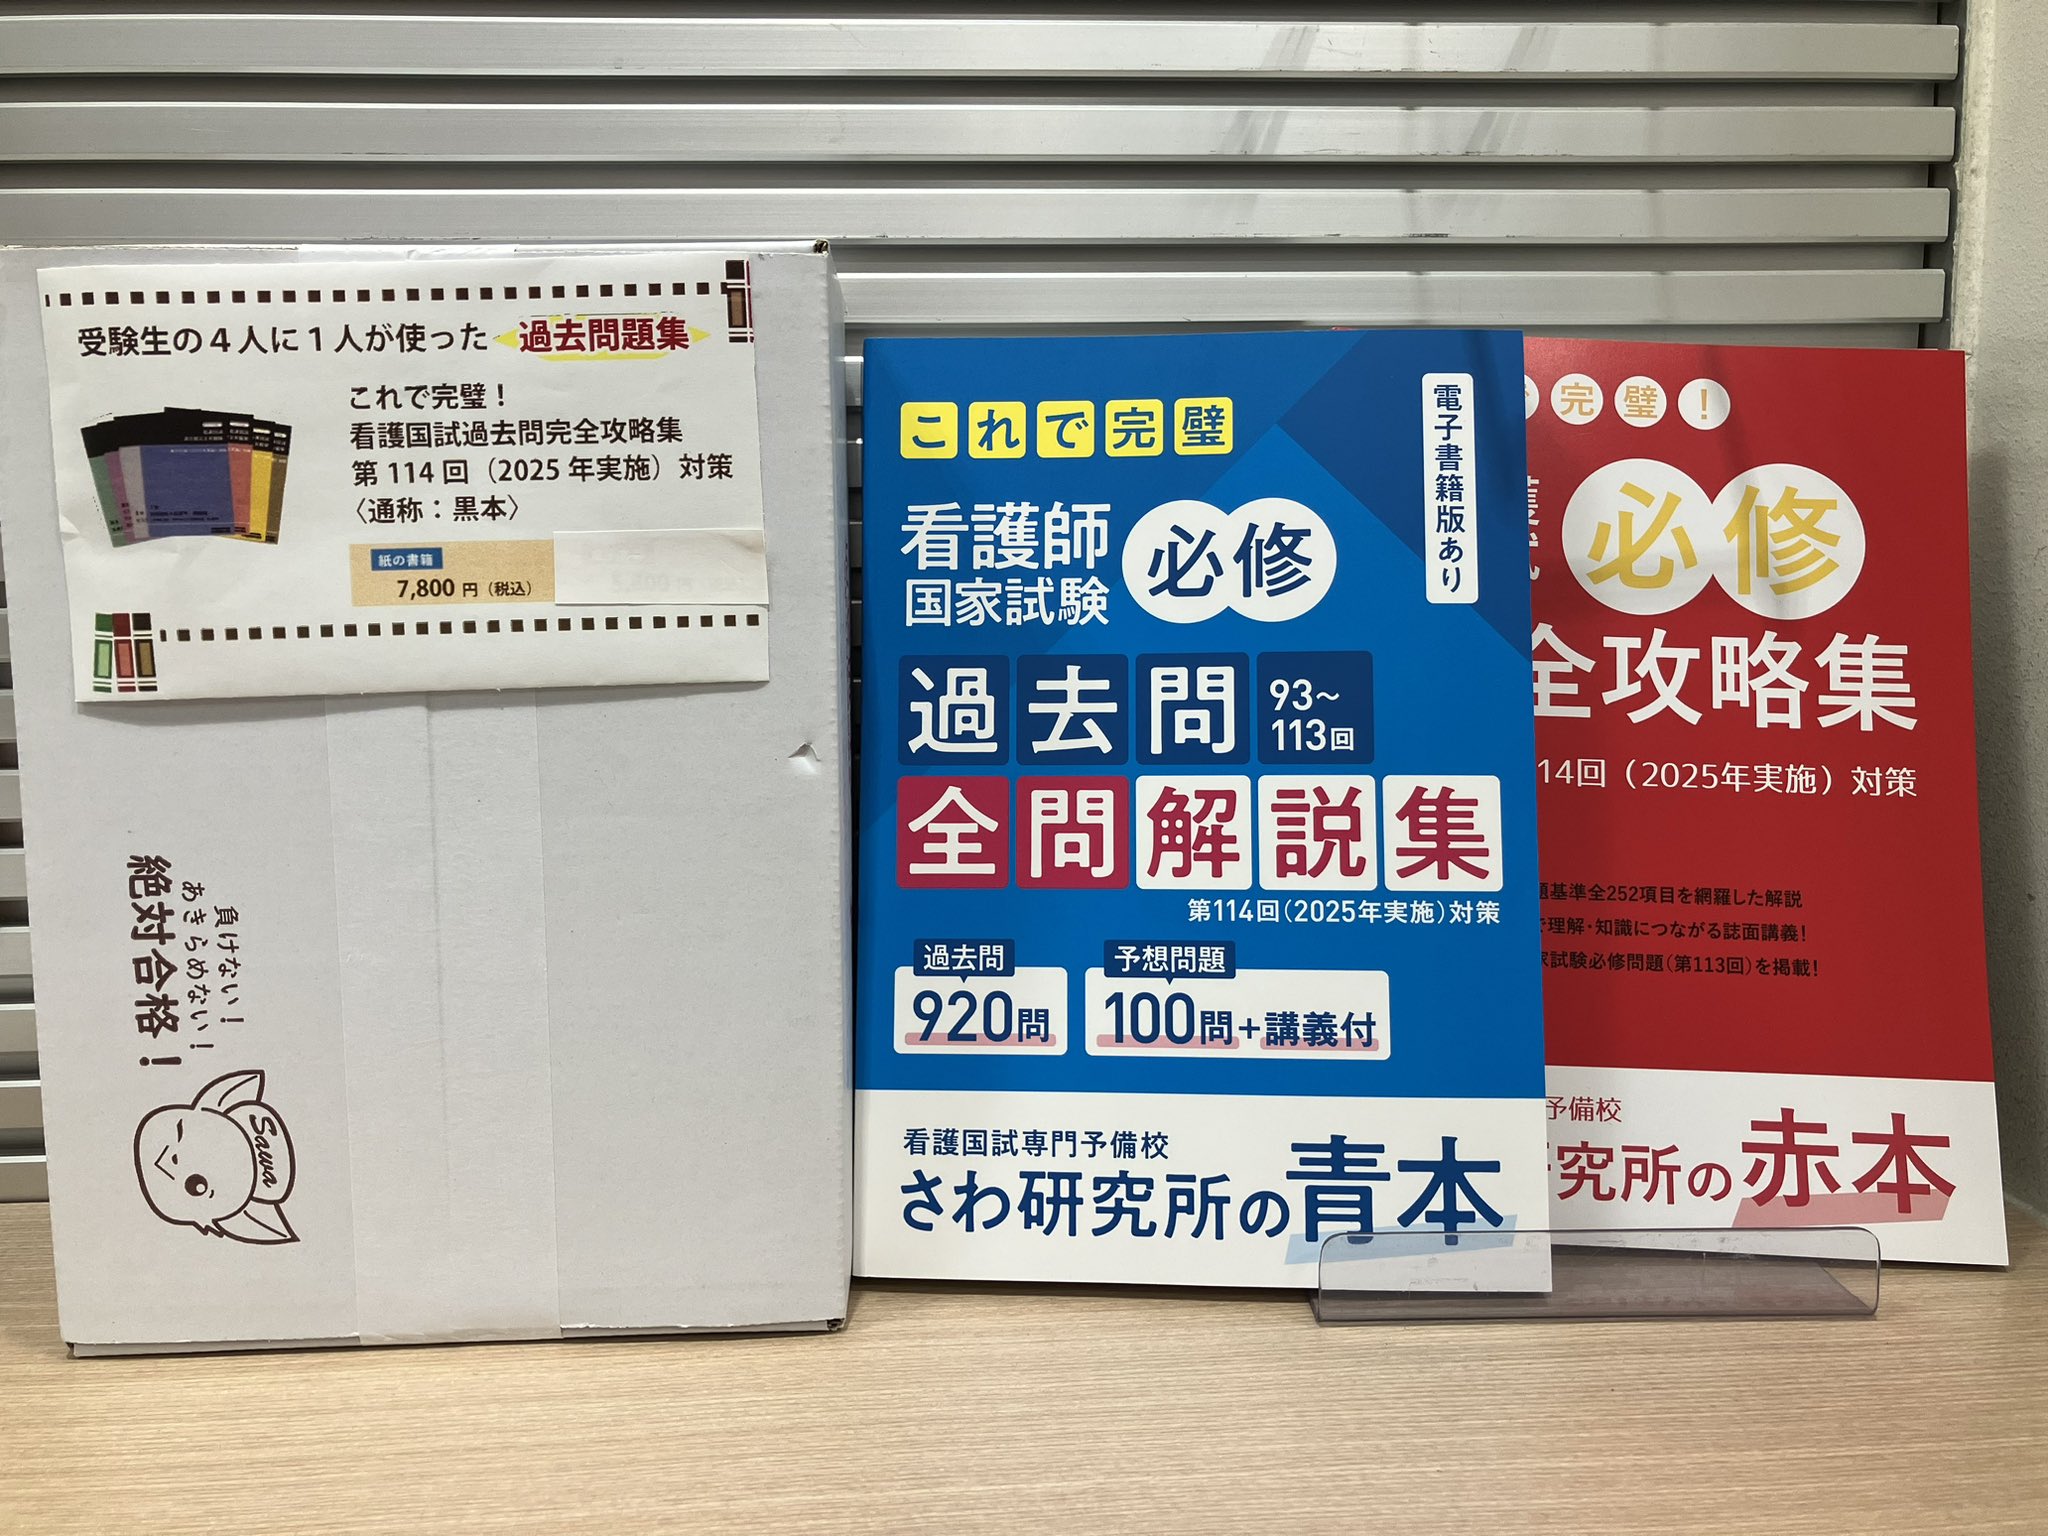 受験生の4人に1人が使った 過去問題集
これで完璧！
看護国試過去問完全攻略集
第114回（2025年実施）対策
〈通称：黒本〉
紙の書籍
7,800円（税込）
負けない！
あきらめない！
絶対合格！
Sawa
これで完璧
電子書籍版あり
看護師
国家試験
必修
過去問 93〜
113回
全問解説集
第114回（2025年実施）対策
過去問
920問
予想問題
100問+講義付
看護国試専門予備校
さわ研究所の青本
完璧！
必修
全攻略集
14回（2025年実施）対策
題基準全252項目を網羅した解説
で理解・知識につながる誌面講義！
家試験必修問題（第113回）を掲載！
予備校
究所の赤本